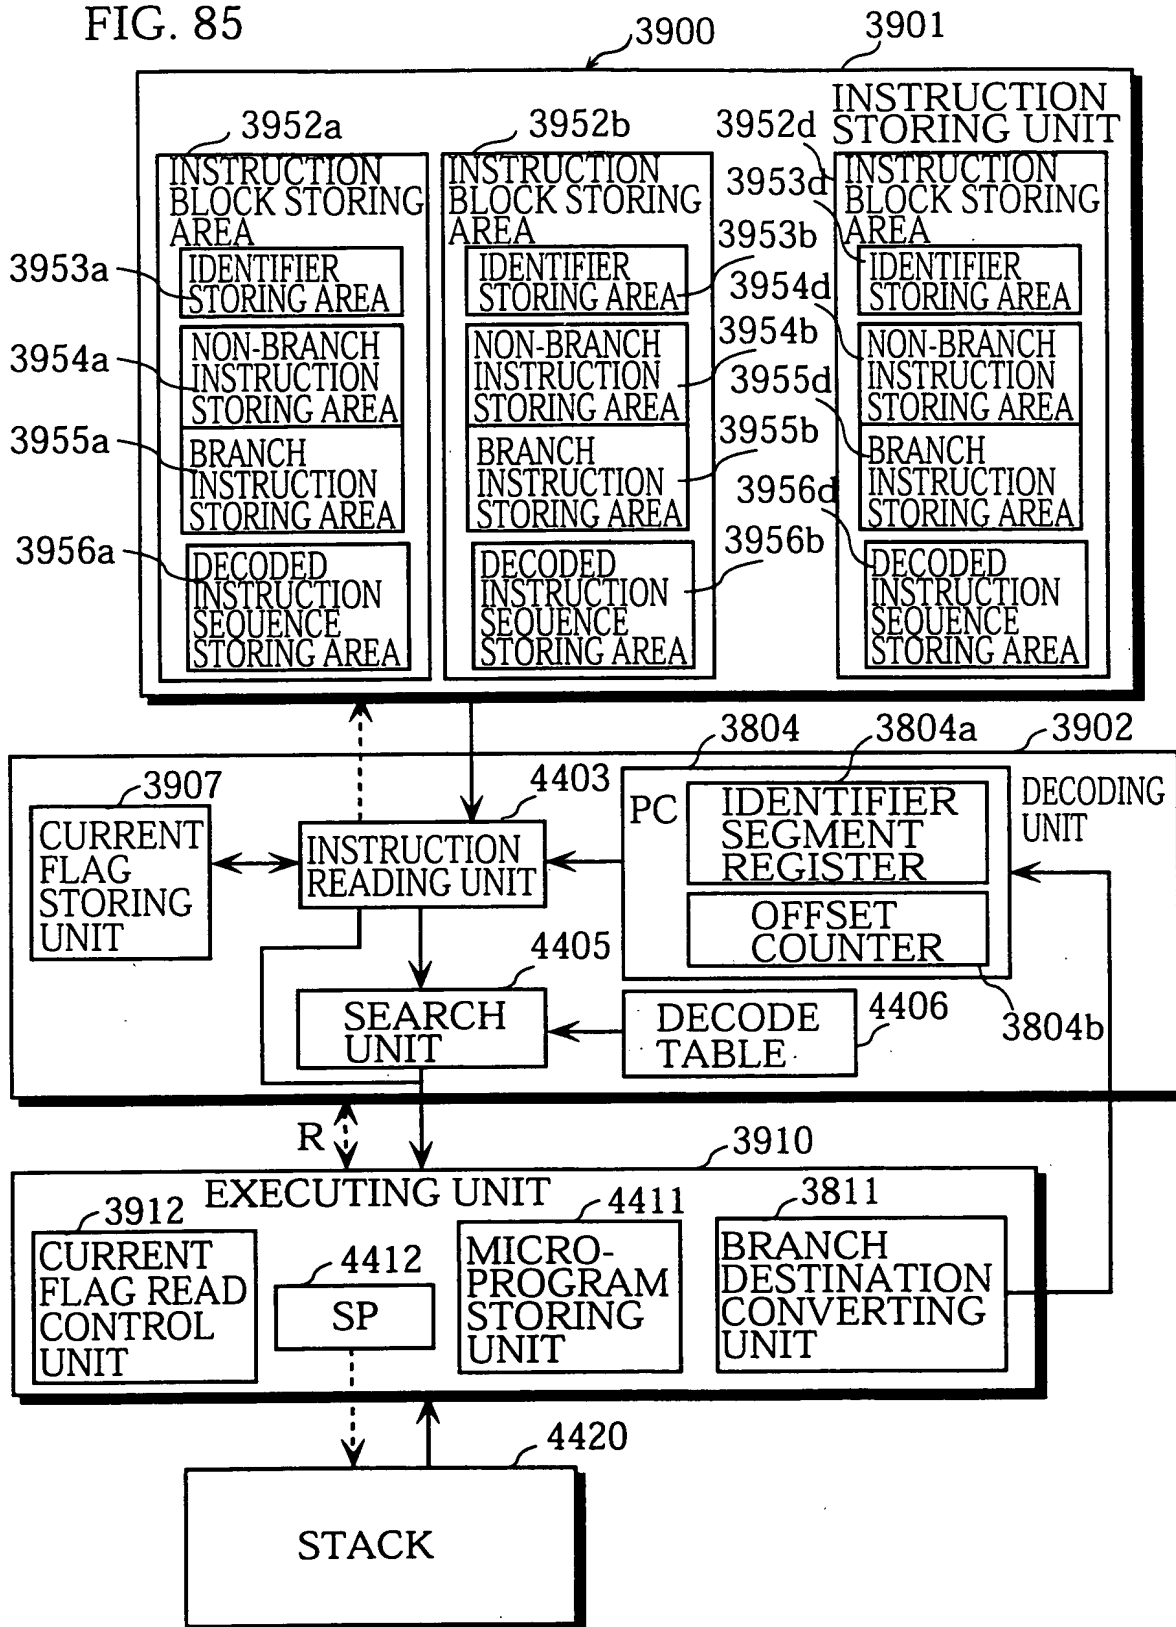 FIG. 85
3900
3901
INSTRUCTION
STORING UNIT
3952a
INSTRUCTION
BLOCK STORING
AREA
3953a
IDENTIFIER
STORING AREA
3954a
NON-BRANCH
INSTRUCTION
STORING AREA
3955a
BRANCH
INSTRUCTION
STORING AREA
3956a
DECODED
INSTRUCTION
SEQUENCE
STORING AREA
3952b
INSTRUCTION
BLOCK STORING
AREA
3953b
IDENTIFIER
STORING AREA
3954b
NON-BRANCH
INSTRUCTION
STORING AREA
3955b
BRANCH
INSTRUCTION
STORING AREA
3956b
DECODED
INSTRUCTION
SEQUENCE
STORING AREA
3952d
INSTRUCTION
BLOCK STORING
AREA
3953d
IDENTIFIER
STORING AREA
3954d
NON-BRANCH
INSTRUCTION
STORING AREA
3955d
BRANCH
INSTRUCTION
STORING AREA
3956d
DECODED
INSTRUCTION
SEQUENCE
STORING AREA
3902
DECODING
UNIT
3907
CURRENT
FLAG
STORING
UNIT
4403
INSTRUCTION
READING UNIT
3804
PC
3804a
IDENTIFIER
SEGMENT
REGISTER
OFFSET
COUNTER
3804b
4405
SEARCH
UNIT
4406
DECODE
TABLE
R
3910
EXECUTING UNIT
3912
CURRENT
FLAG READ
CONTROL
UNIT
4412
SP
4411
MICRO-
PROGRAM
STORING
UNIT
3811
BRANCH
DESTINATION
CONVERTING
UNIT
4420
STACK